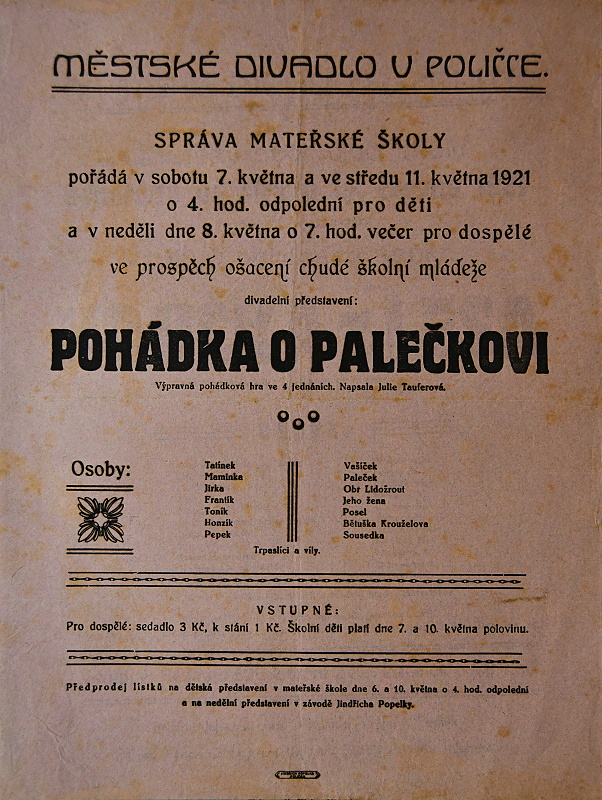 MĚSTSKÉ DIVADLO V POLIČCE.
SPRÁVA MATEŘSKÉ ŠKOLY
pořádá v sobotu 7. května a ve středu 11. května 1921
o 4. hod. odpolední pro děti
a v neděli dne 8. května o 7. hod. večer pro dospělé
ve prospěch ošacení chudé školní mládeže
divadelní představení:
POHÁDKA O PALEČKOVI
Výpravná pohádková hra ve 4 jednáních. Napsala Julie Tauferová.
Osoby:
Tatínek
Maminka
Jirka
Frantík
Toník
Honzík
Pepek
Vašíček
Paleček
Obr Lidožrout
Jeho žena
Posel
Bětuška Krouželova
Sousedka
Trpaslíci a víly.
VSTUPNÉ:
Pro dospělé: sedadlo 3 Kč, k stání 1 Kč. Školní děti platí dne 7. a 10. května polovinu.
Předprodej lístků na dětská představení v mateřské škole dne 6. a 10. května o 4. hod. odpolední
a na nedělní představení v závodě Jindřicha Popelky.